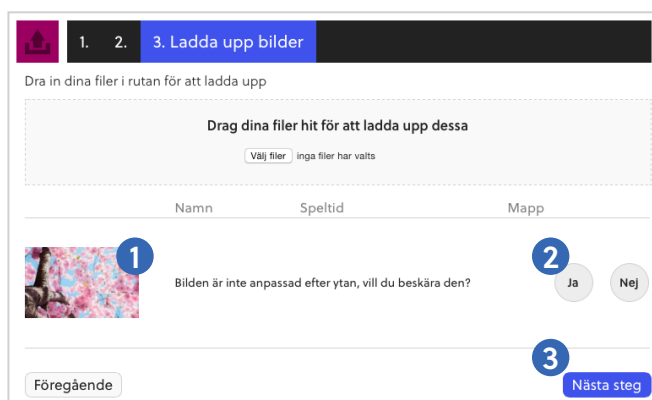 1. 2. 3. Ladda upp bilder
Dra in dina filer i rutan för att ladda upp
Drag dina filer hit för att ladda upp dessa
Välj filer inga filer har valts
Namn Speltid Mapp
1 2
Bilden är inte anpassad efter ytan, vill du beskära den? Ja Nej
3
Föregående Nästa steg